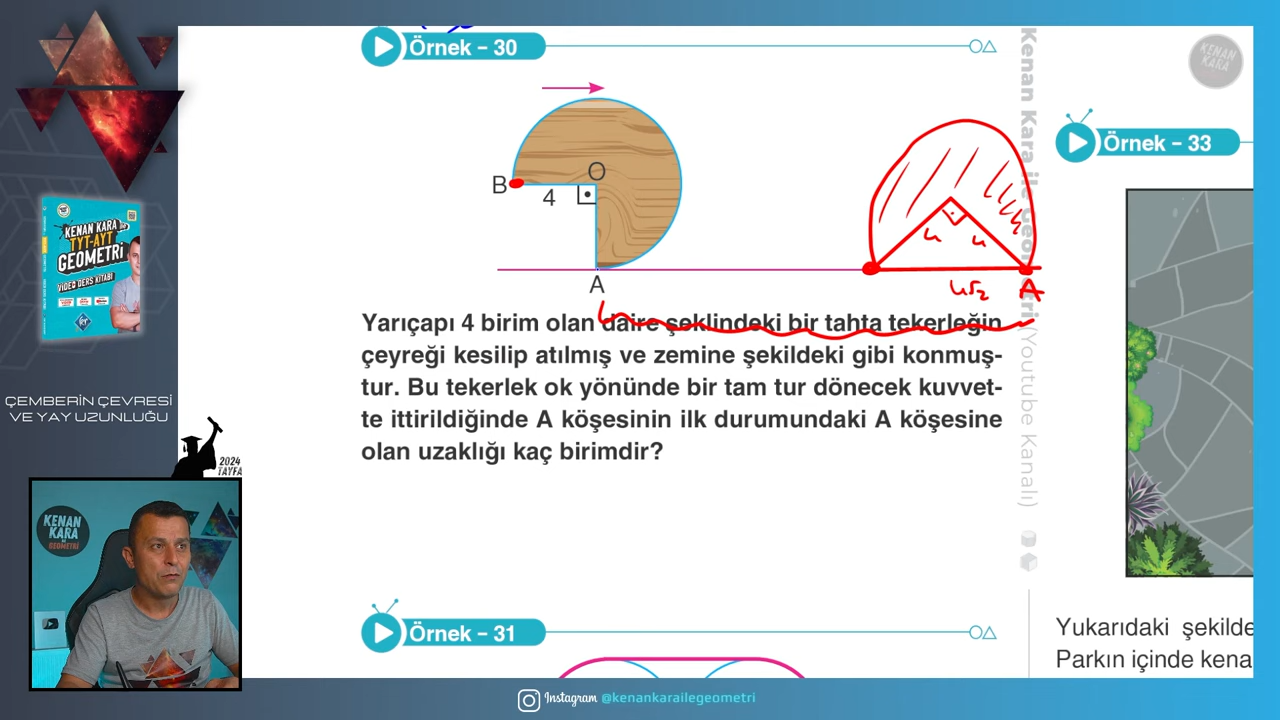 Örnek – 30
B
O
4
A
4
4
4√2
A
Yarıçapı 4 birim olan daire şeklindeki bir tahta tekerleğin
çeyreği kesilip atılmış ve zemine şekildeki gibi konmuş-
tur. Bu tekerlek ok yönünde bir tam tur dönecek kuvvet-
te ittirildiğinde A köşesinin ilk durumundaki A köşesine
olan uzaklığı kaç birimdir?
Örnek – 31
Kenan Kara ile Geometri (Youtube Kanalı)
KENAN
KARA
Örnek – 33
Yukarıdaki şekilde
Parkın içinde kena
KENAN KARA
TYT-AYT
GEOMETRİ
VİDEO DERS KİTABI
ÇEMBERİN ÇEVRESİ
VE YAY UZUNLUĞU
2024
TAYFA
KENAN
KARA
GEOMETRİ
Instagram @kenankarailegeometri